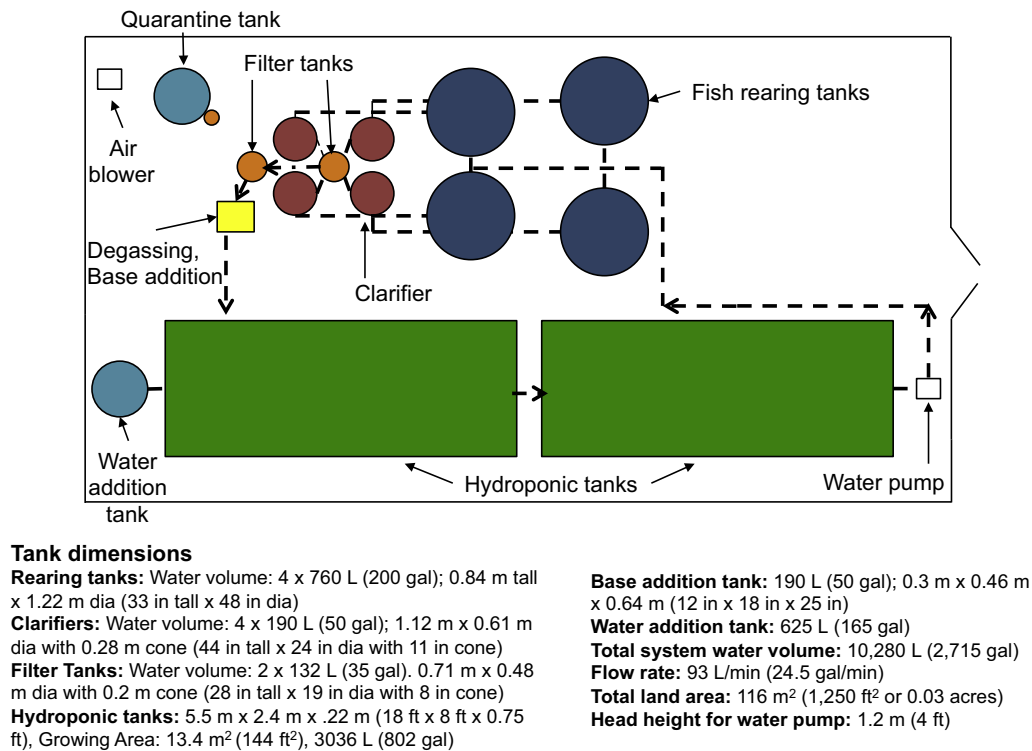 Quarantine tank
Filter tanks
Fish rearing tanks
Air
blower
Degassing,
Base addition
Clarifier
Water
addition
tank
Hydroponic tanks
Water pump
Tank dimensions
Rearing tanks: Water volume: 4 x 760 L (200 gal); 0.84 m tall
x 1.22 m dia (33 in tall x 48 in dia)
Clarifiers: Water volume: 4 x 190 L (50 gal); 1.12 m x 0.61 m
dia with 0.28 m cone (44 in tall x 24 in dia with 11 in cone)
Filter Tanks: Water volume: 2 x 132 L (35 gal). 0.71 m x 0.48
m dia with 0.2 m cone (28 in tall x 19 in dia with 8 in cone)
Hydroponic tanks: 5.5 m x 2.4 m x .22 m (18 ft x 8 ft x 0.75
ft), Growing Area: 13.4 m² (144 ft²), 3036 L (802 gal)
Base addition tank: 190 L (50 gal); 0.3 m x 0.46 m
x 0.64 m (12 in x 18 in x 25 in)
Water addition tank: 625 L (165 gal)
Total system water volume: 10,280 L (2,715 gal)
Flow rate: 93 L/min (24.5 gal/min)
Total land area: 116 m² (1,250 ft² or 0.03 acres)
Head height for water pump: 1.2 m (4 ft)